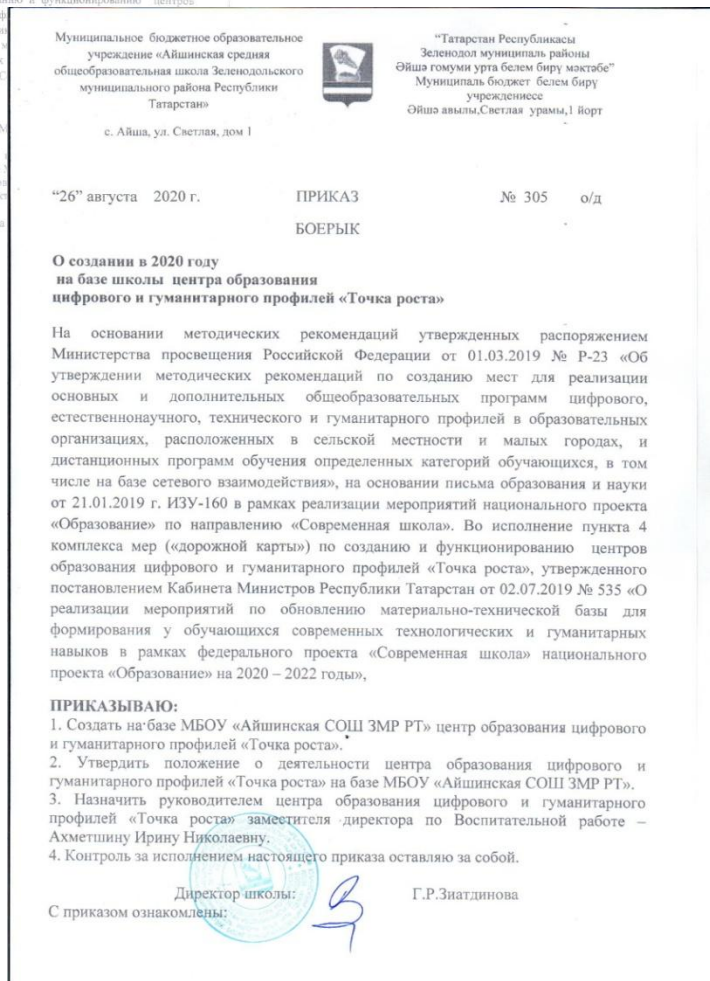 Муниципальное бюджетное образовательное
учреждение «Айшинская средняя
общеобразовательная школа Зеленодольского
муниципального района Республики
Татарстан»
с. Айша, ул. Светлая, дом 1
“Татарстан Республикасы
Зеленодол муниципаль районы
Әйшә гомуми урта белем бирү мәктәбе”
Муниципаль бюджет белем бирү
учреждениесе
Әйшә авылы,Светлая урамы,1 йорт
“26” августа 2020 г. ПРИКАЗ № 305 о/д
БОЕРЫК
О создании в 2020 году
на базе школы центра образования
цифрового и гуманитарного профилей «Точка роста»
На основании методических рекомендаций утвержденных распоряжением
Министерства просвещения Российской Федерации от 01.03.2019 № Р-23 «Об
утверждении методических рекомендаций по созданию мест для реализации
основных и дополнительных общеобразовательных программ цифрового,
естественнонаучного, технического и гуманитарного профилей в образовательных
организациях, расположенных в сельской местности и малых городах, и
дистанционных программ обучения определенных категорий обучающихся, в том
числе на базе сетевого взаимодействия», на основании письма образования и науки
от 21.01.2019 г. ИЗУ-160 в рамках реализации мероприятий национального проекта
«Образование» по направлению «Современная школа». Во исполнение пункта 4
комплекса мер («дорожной карты») по созданию и функционированию центров
образования цифрового и гуманитарного профилей «Точка роста», утвержденного
постановлением Кабинета Министров Республики Татарстан от 02.07.2019 № 535 «О
реализации мероприятий по обновлению материально-технической базы для
формирования у обучающихся современных технологических и гуманитарных
навыков в рамках федерального проекта «Современная школа» национального
проекта «Образование» на 2020 – 2022 годы»,
ПРИКАЗЫВАЮ:
1. Создать на базе МБОУ «Айшинская СОШ ЗМР РТ» центр образования цифрового
и гуманитарного профилей «Точка роста».
2. Утвердить положение о деятельности центра образования цифрового и
гуманитарного профилей «Точка роста» на базе МБОУ «Айшинская СОШ ЗМР РТ».
3. Назначить руководителем центра образования цифрового и гуманитарного
профилей «Точка роста» заместителя директора по Воспитательной работе –
Ахметшину Ирину Николаевну.
4. Контроль за исполнением настоящего приказа оставляю за собой.
Директор школы: Г.Р.Зиатдинова
С приказом ознакомлены: